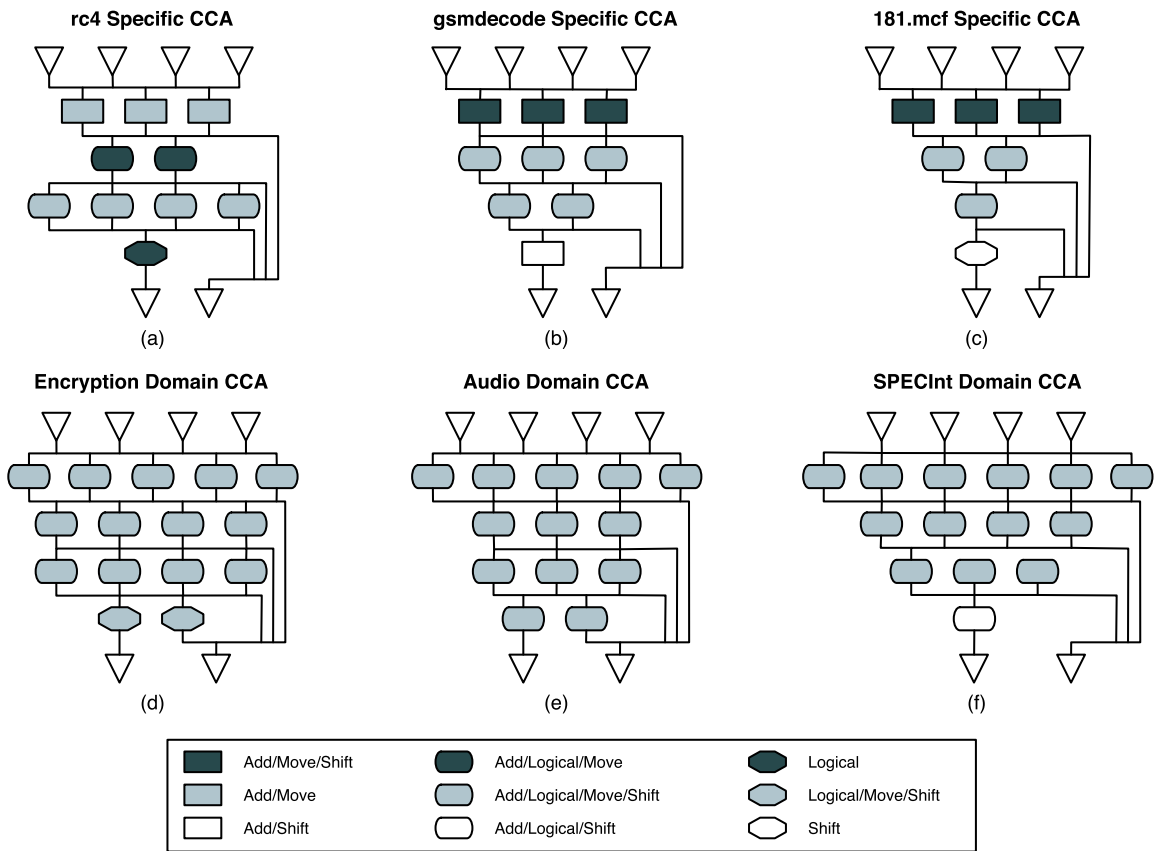 rc4 Specific CCA
gsmdecode Specific CCA
181.mcf Specific CCA
(a)
(b)
(c)
Encryption Domain CCA
Audio Domain CCA
SPECInt Domain CCA
(d)
(e)
(f)
Add/Move/Shift
Add/Logical/Move
Logical
Add/Move
Add/Logical/Move/Shift
Logical/Move/Shift
Add/Shift
Add/Logical/Shift
Shift